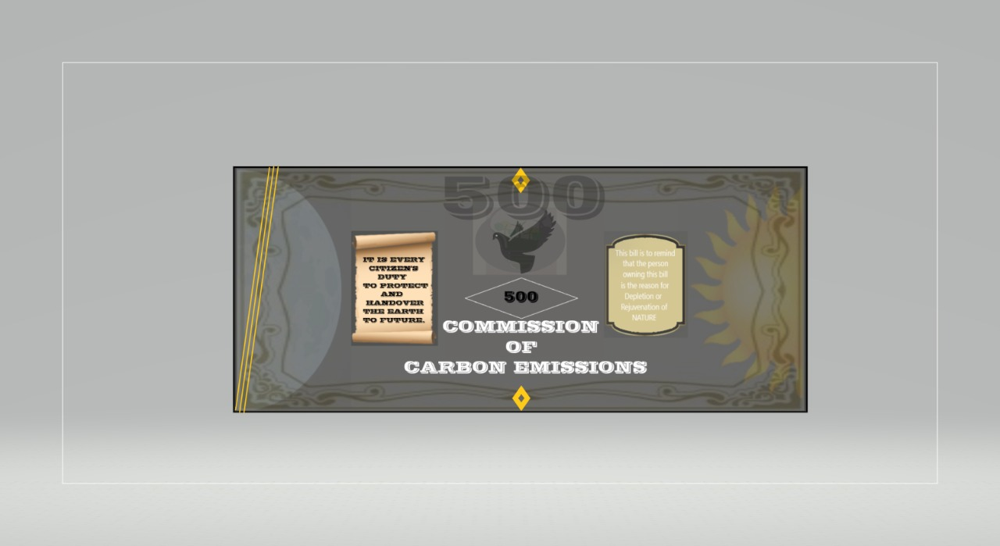 500
IT IS EVERY
CITIZEN'S
DUTY
TO PROTECT
AND
HANDOVER
THE EARTH
TO FUTURE.
This bill is to remind
that the person
owning this bill
is the reason for
Depletion or
Rejuvenation of
NATURE
500
COMMISSION
OF
CARBON EMISSIONS